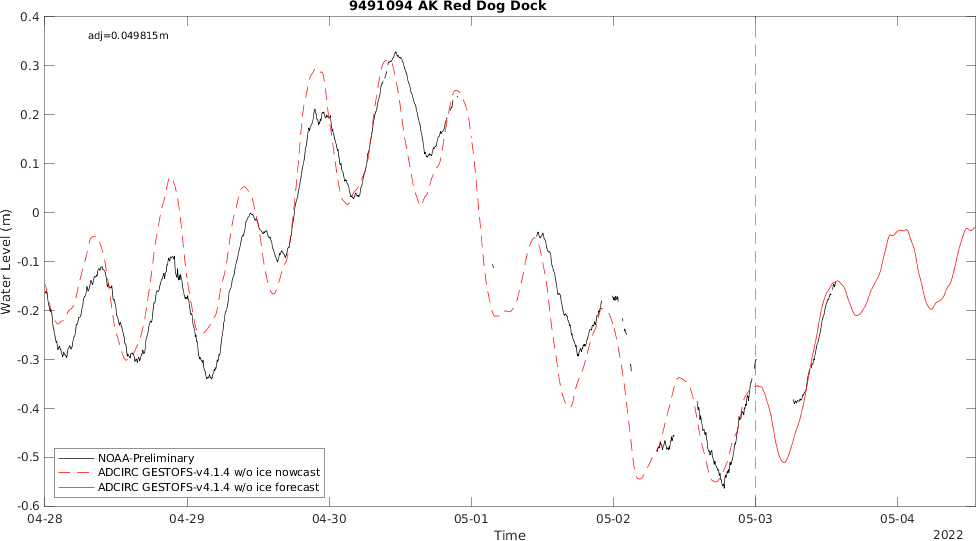 9491094 AK Red Dog Dock
adj=0.049815m
0.4
0.3
0.2
0.1
0
-0.1
-0.2
-0.3
-0.4
-0.5
-0.6
Water Level (m)
NOAA-Preliminary
ADCIRC GESTOFS-v4.1.4 w/o ice nowcast
ADCIRC GESTOFS-v4.1.4 w/o ice forecast
04-28 04-29 04-30 05-01 05-02 05-03 05-04
Time
2022